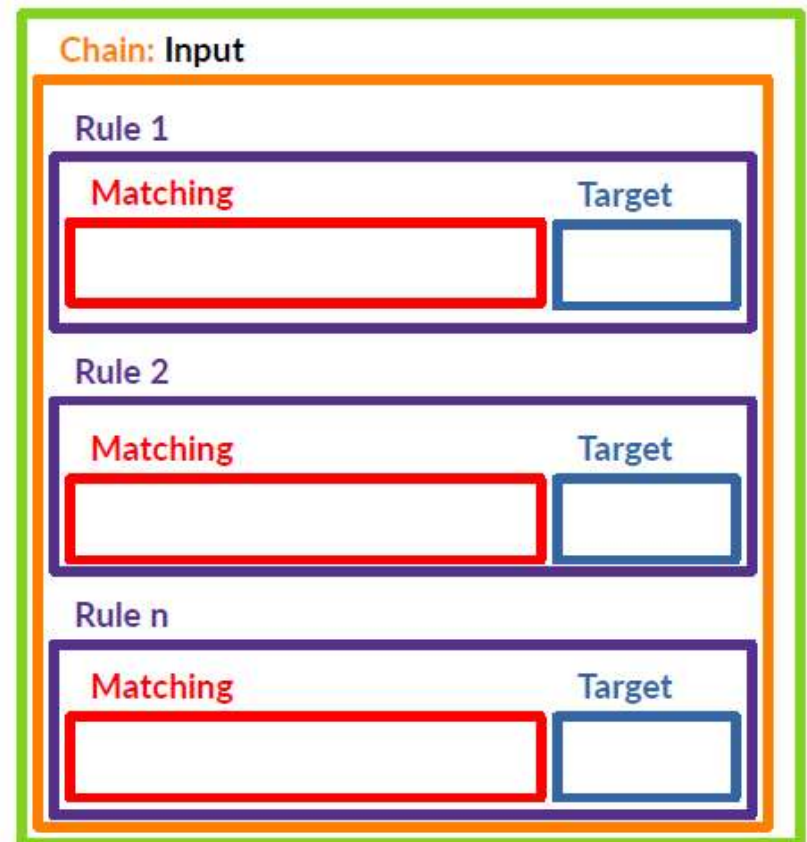 Chain: Input
Rule 1
Matching Target
Rule 2
Matching Target
Rule n
Matching Target